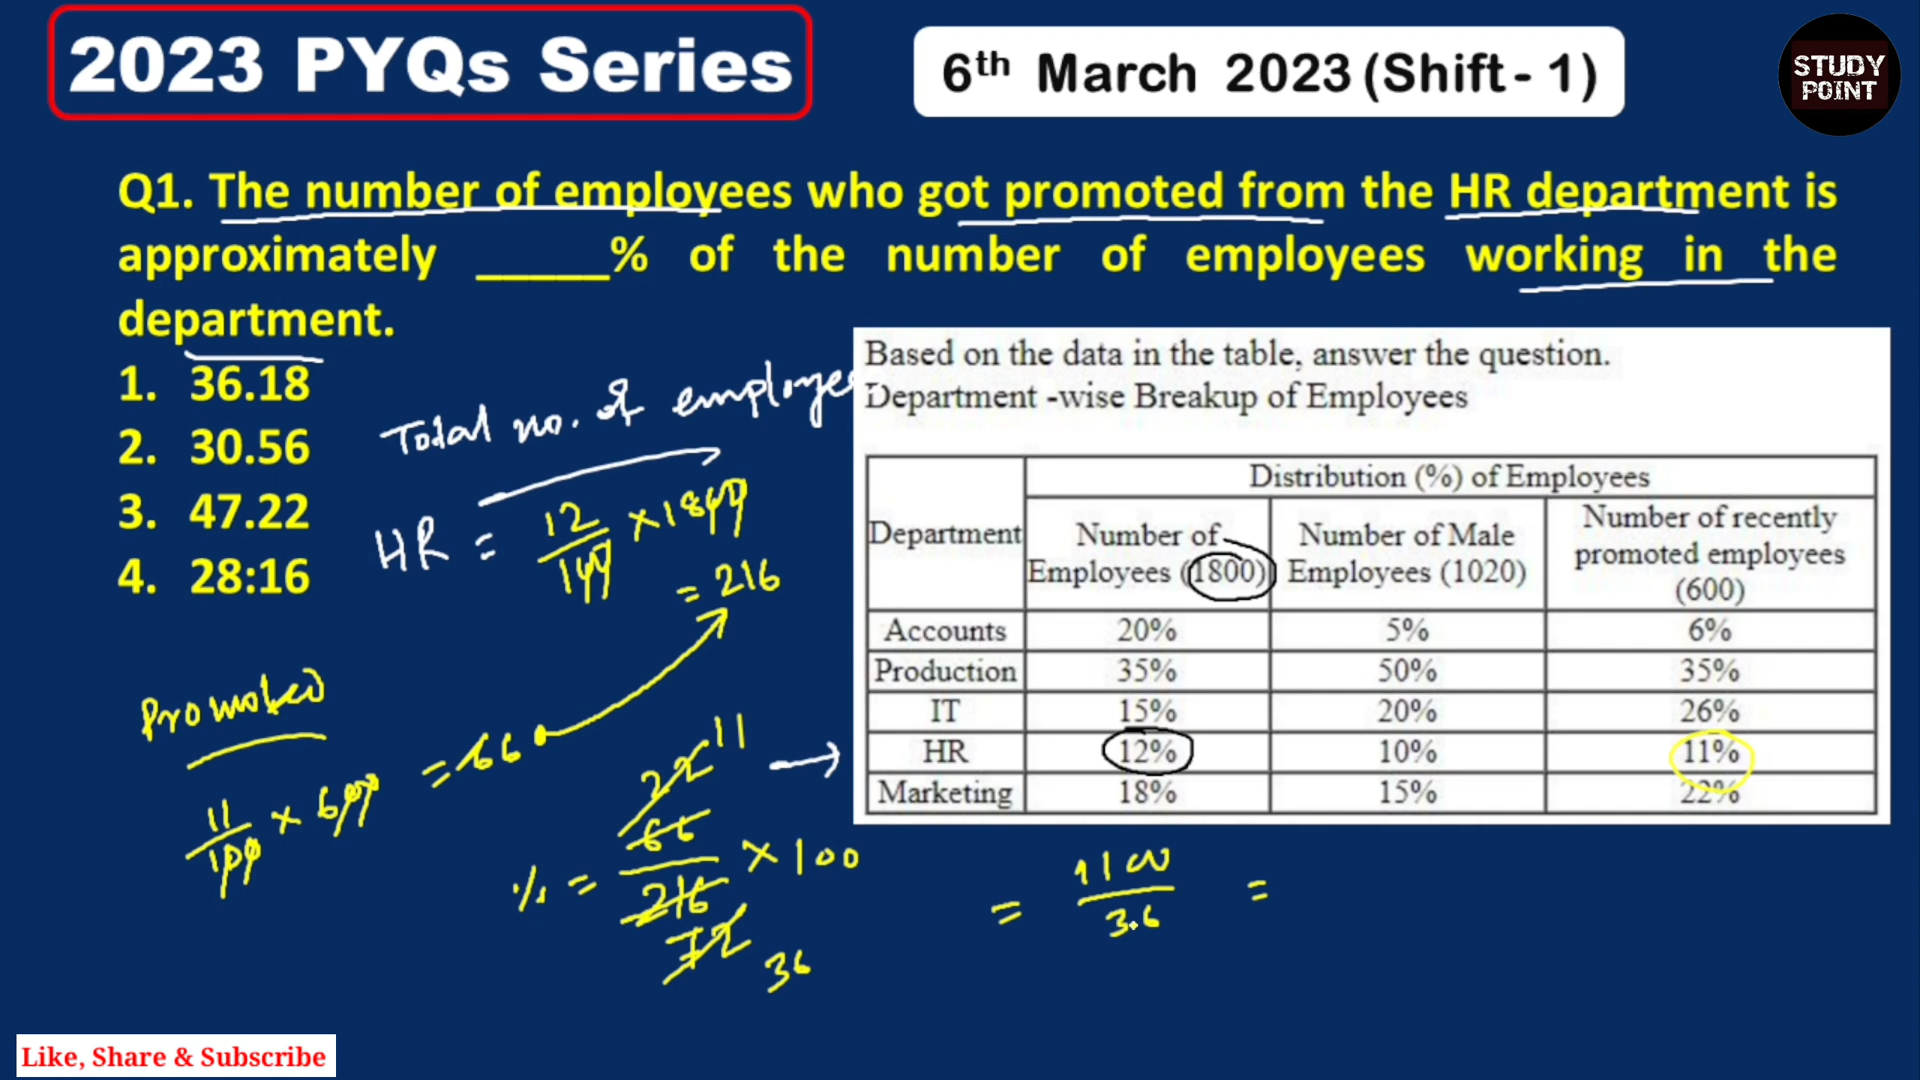 2023 PYQs Series
6th March 2023 (Shift - 1)
STUDY
POINT
Q1. The number of employees who got promoted from the HR department is
approximately _____% of the number of employees working in the
department.
1. 36.18
2. 30.56
3. 47.22
4. 28:16
Total no. of employee
HR = 12/100 × 1800
= 216
Promoted
11/100 × 600 = 66
% = 66/216 × 100
22 11
72 36
= 1100/3.6 =
Based on the data in the table, answer the question.
Department -wise Breakup of Employees
Department
Distribution (%) of Employees
Number of Employees (1800)
Number of Male Employees (1020)
Number of recently promoted employees (600)
Accounts 20% 5% 6%
Production 35% 50% 35%
IT 15% 20% 26%
HR 12% 10% 11%
Marketing 18% 15% 22%
Like, Share & Subscribe